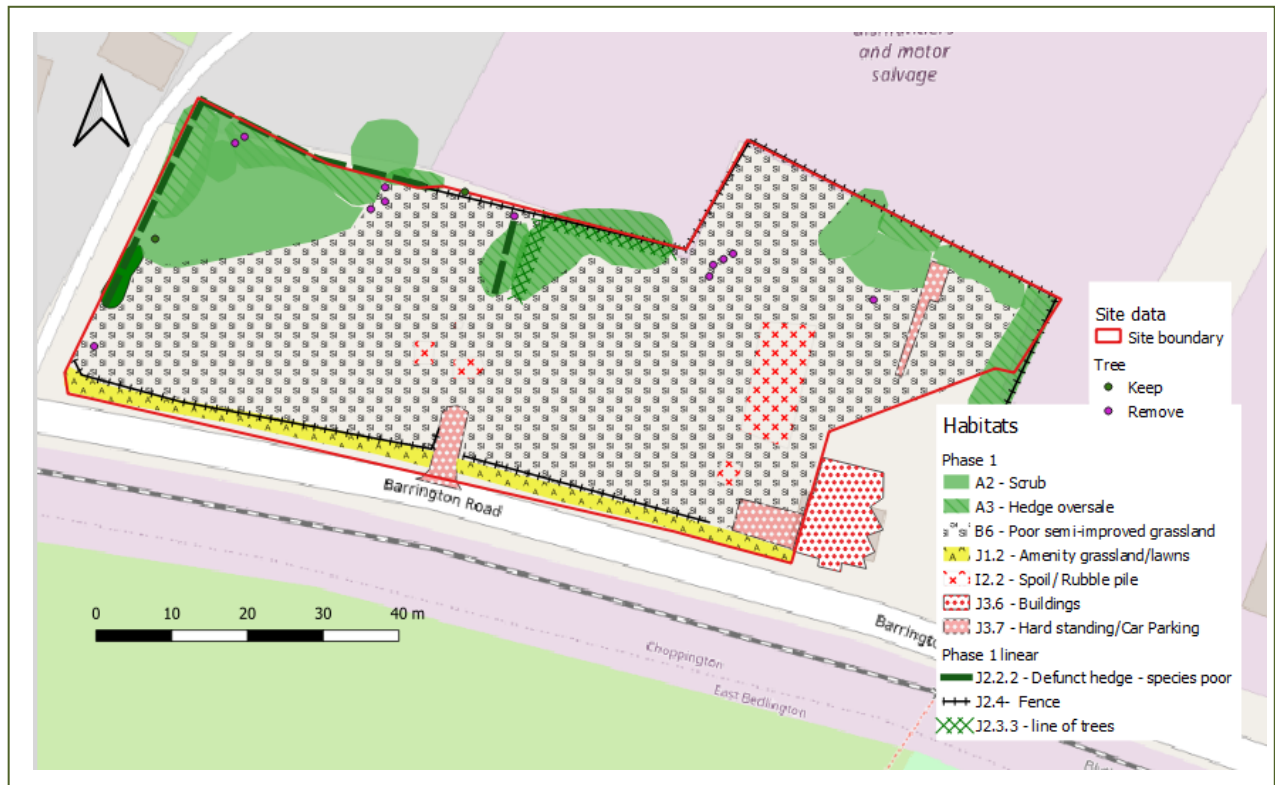 and motor
salvage
Barrington Road
0 10 20 30 40 m
Choppington
East Bedlington
Site data
Site boundary
Tree
Keep
Remove
Habitats
Phase 1
A2 - Scrub
A3 - Hedge oversale
B6 - Poor semi-improved grassland
J1.2 - Amenity grassland/lawns
I2.2 - Spoil/ Rubble pile
J3.6 - Buildings
J3.7 - Hard standing/Car Parking
Phase 1 linear
J2.2.2 - Defunct hedge - species poor
J2.4- Fence
J2.3.3 - line of trees